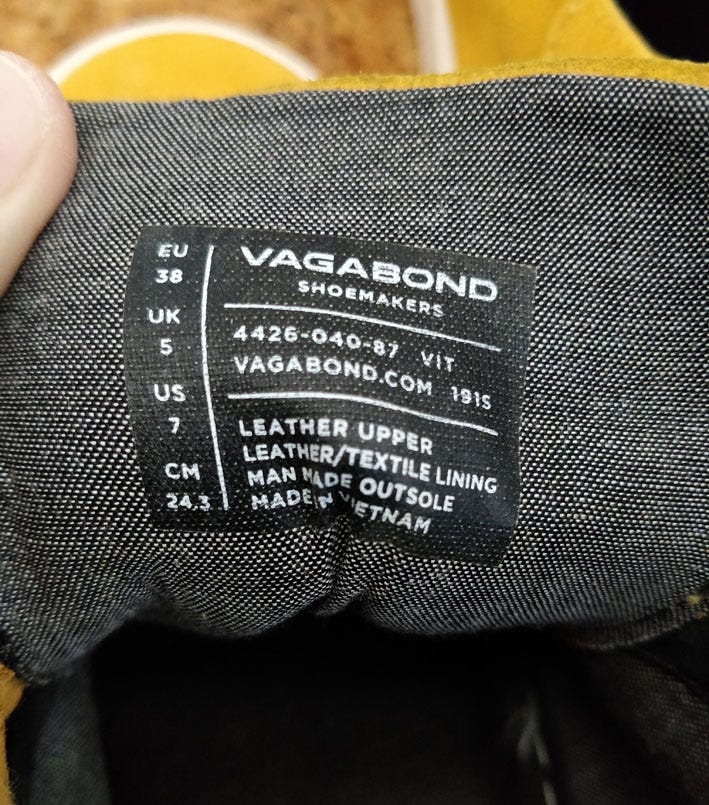 EU
38
UK
5
US
7
CM
24.3
VAGABOND
SHOEMAKERS
4426-040-87 VIT
VAGABOND.COM 191S
LEATHER UPPER
LEATHER/TEXTILE LINING
MAN MADE OUTSOLE
MADE IN VIETNAM